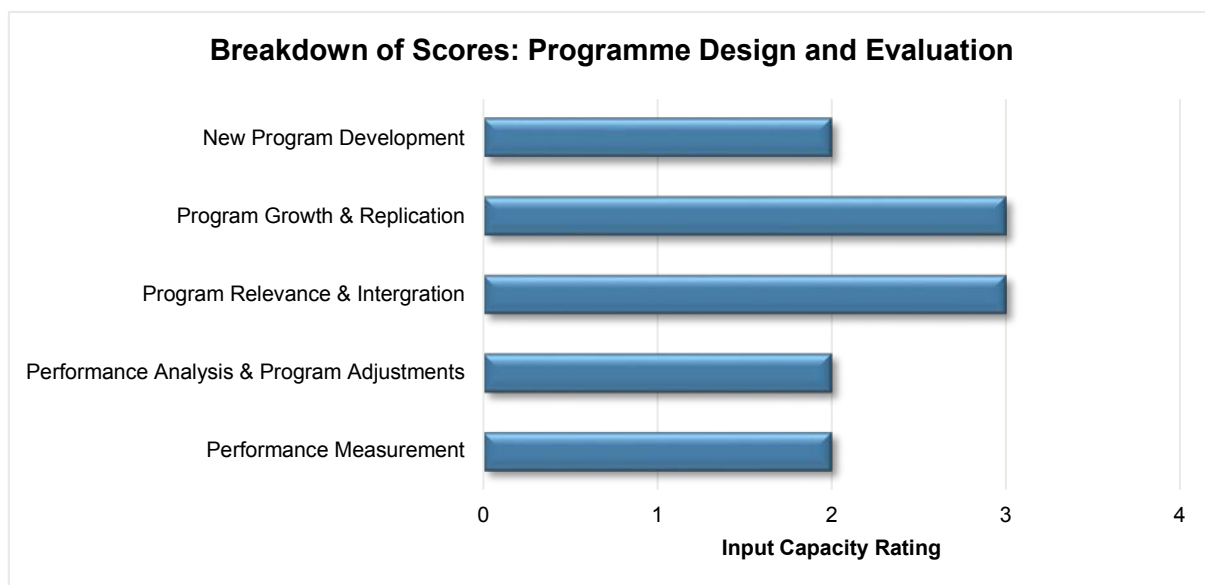 Breakdown of Scores: Programme Design and Evaluation
New Program Development
Program Growth & Replication
Program Relevance & Intergration
Performance Analysis & Program Adjustments
Performance Measurement
0 1 2 3 4
Input Capacity Rating